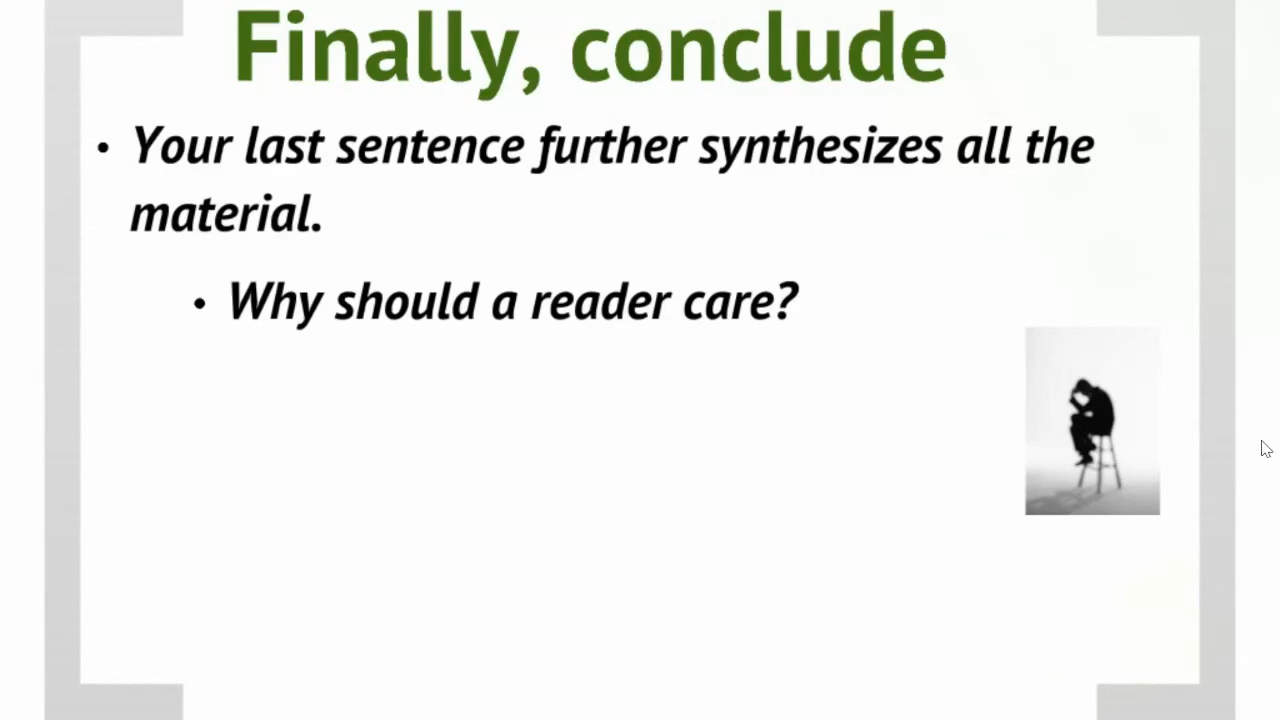 Finally, conclude
• Your last sentence further synthesizes all the
material.
• Why should a reader care?